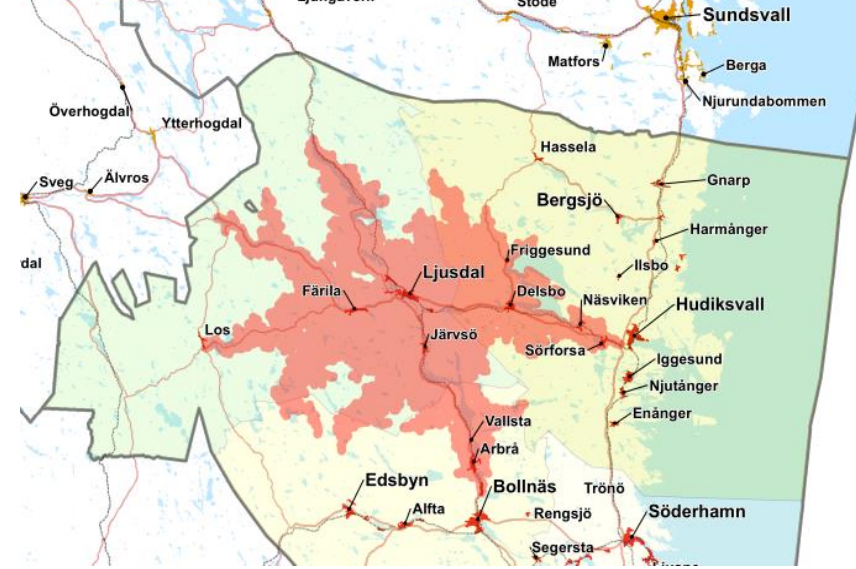 Stöde
Sundsvall
Matfors
Berga
Njurundabommen
Överhogdal
Ytterhogdal
Hassela
Sveg
Älvros
Gnarp
Bergsjö
Harmånger
Friggesund
Ilsbo
Ljusdal
Färila
Delsbo
Näsviken
Hudiksvall
Los
Järvsö
Sörforsa
Iggesund
Njutånger
Enånger
Vallsta
Arbrå
Edsbyn
Bollnäs
Trönö
Alfta
Rengsjö
Söderhamn
Segersta